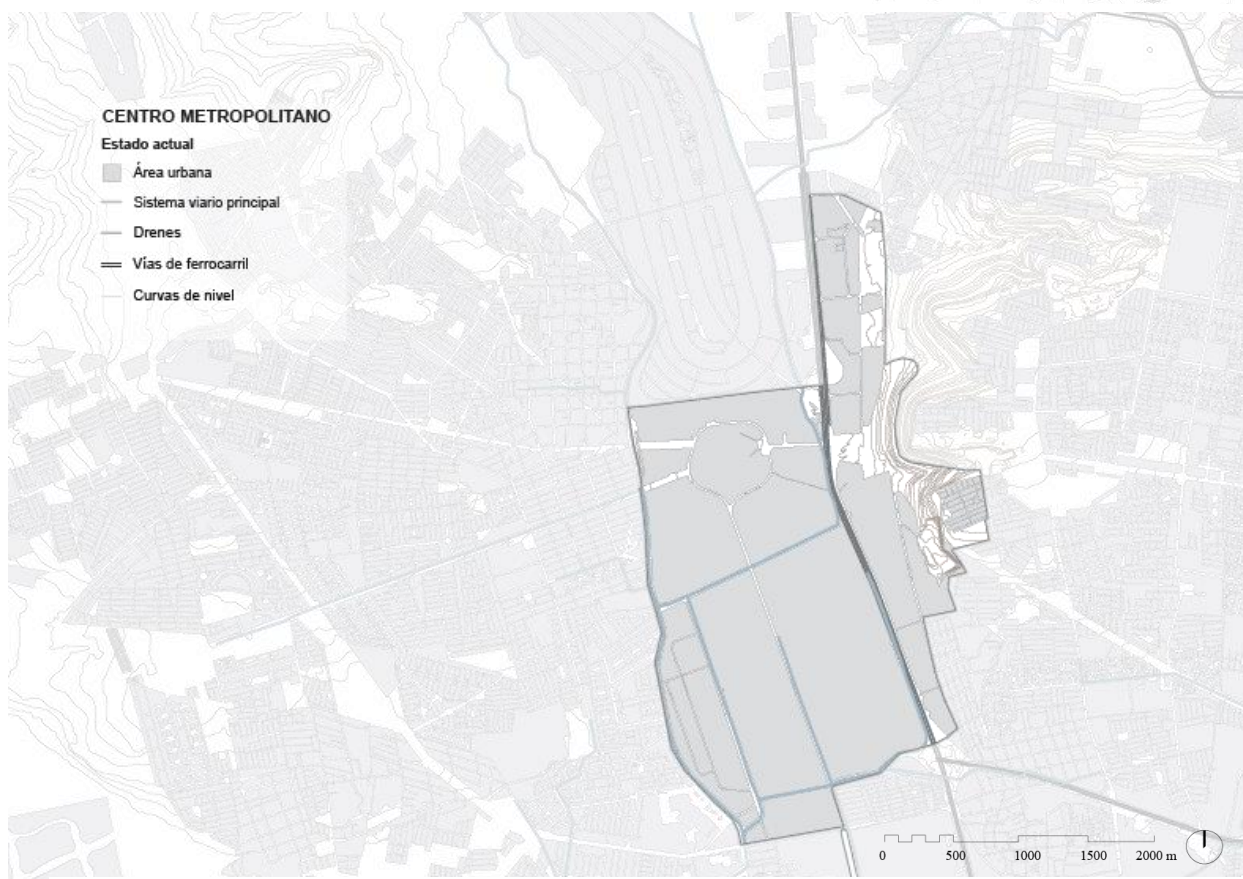 CENTRO METROPOLITANO
Estado actual
Área urbana
Sistema viario principal
Drenes
Vías de ferrocarril
Curvas de nivel
0 500 1000 1500 2000 m